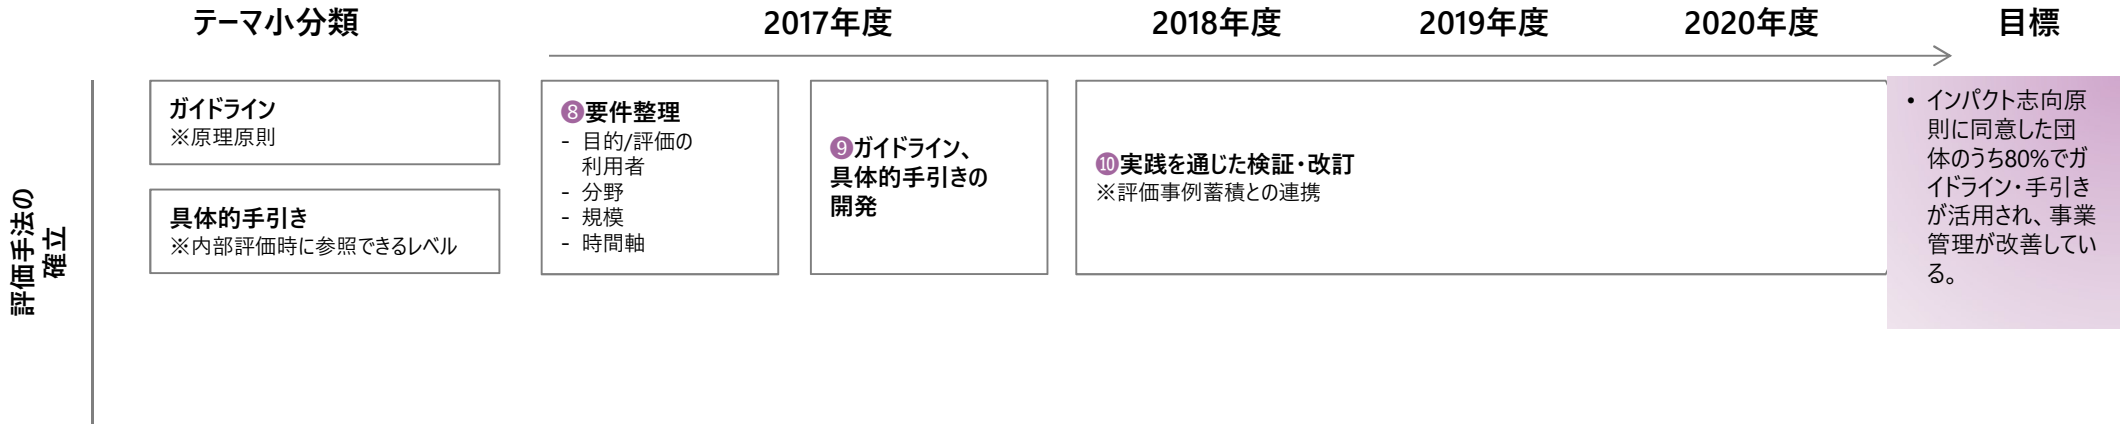 テーマ小分類
2017年度
2018年度
2019年度
2020年度
目標
評価手法の
確立
ガイドライン
※原理原則
具体的手引き
※内部評価時に参照できるレベル
❽要件整理
- 目的/評価の
利用者
- 分野
- 規模
- 時間軸
❾ガイドライン、
具体的手引きの
開発
❿実践を通じた検証・改訂
※評価事例蓄積との連携
• インパクト志向原
則に同意した団
体のうち80%でガ
イドライン・手引き
が活用され、事業
管理が改善してい
る。